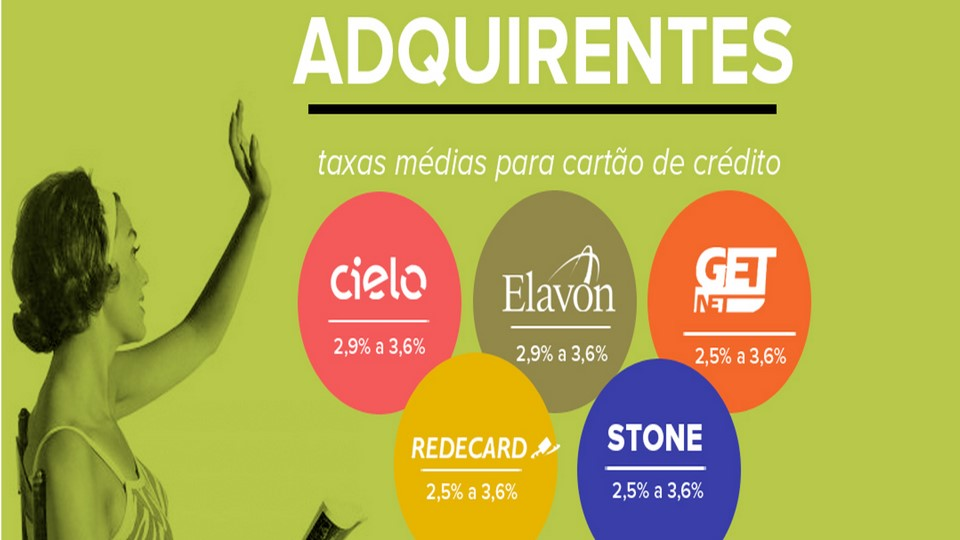 ADQUIRENTES
taxas médias para cartão de crédito
cielo
2,9% a 3,6%
Elavon
2,9% a 3,6%
GET
NET
2,5% a 3,6%
REDECARD
2,5% a 3,6%
STONE
2,5% a 3,6%